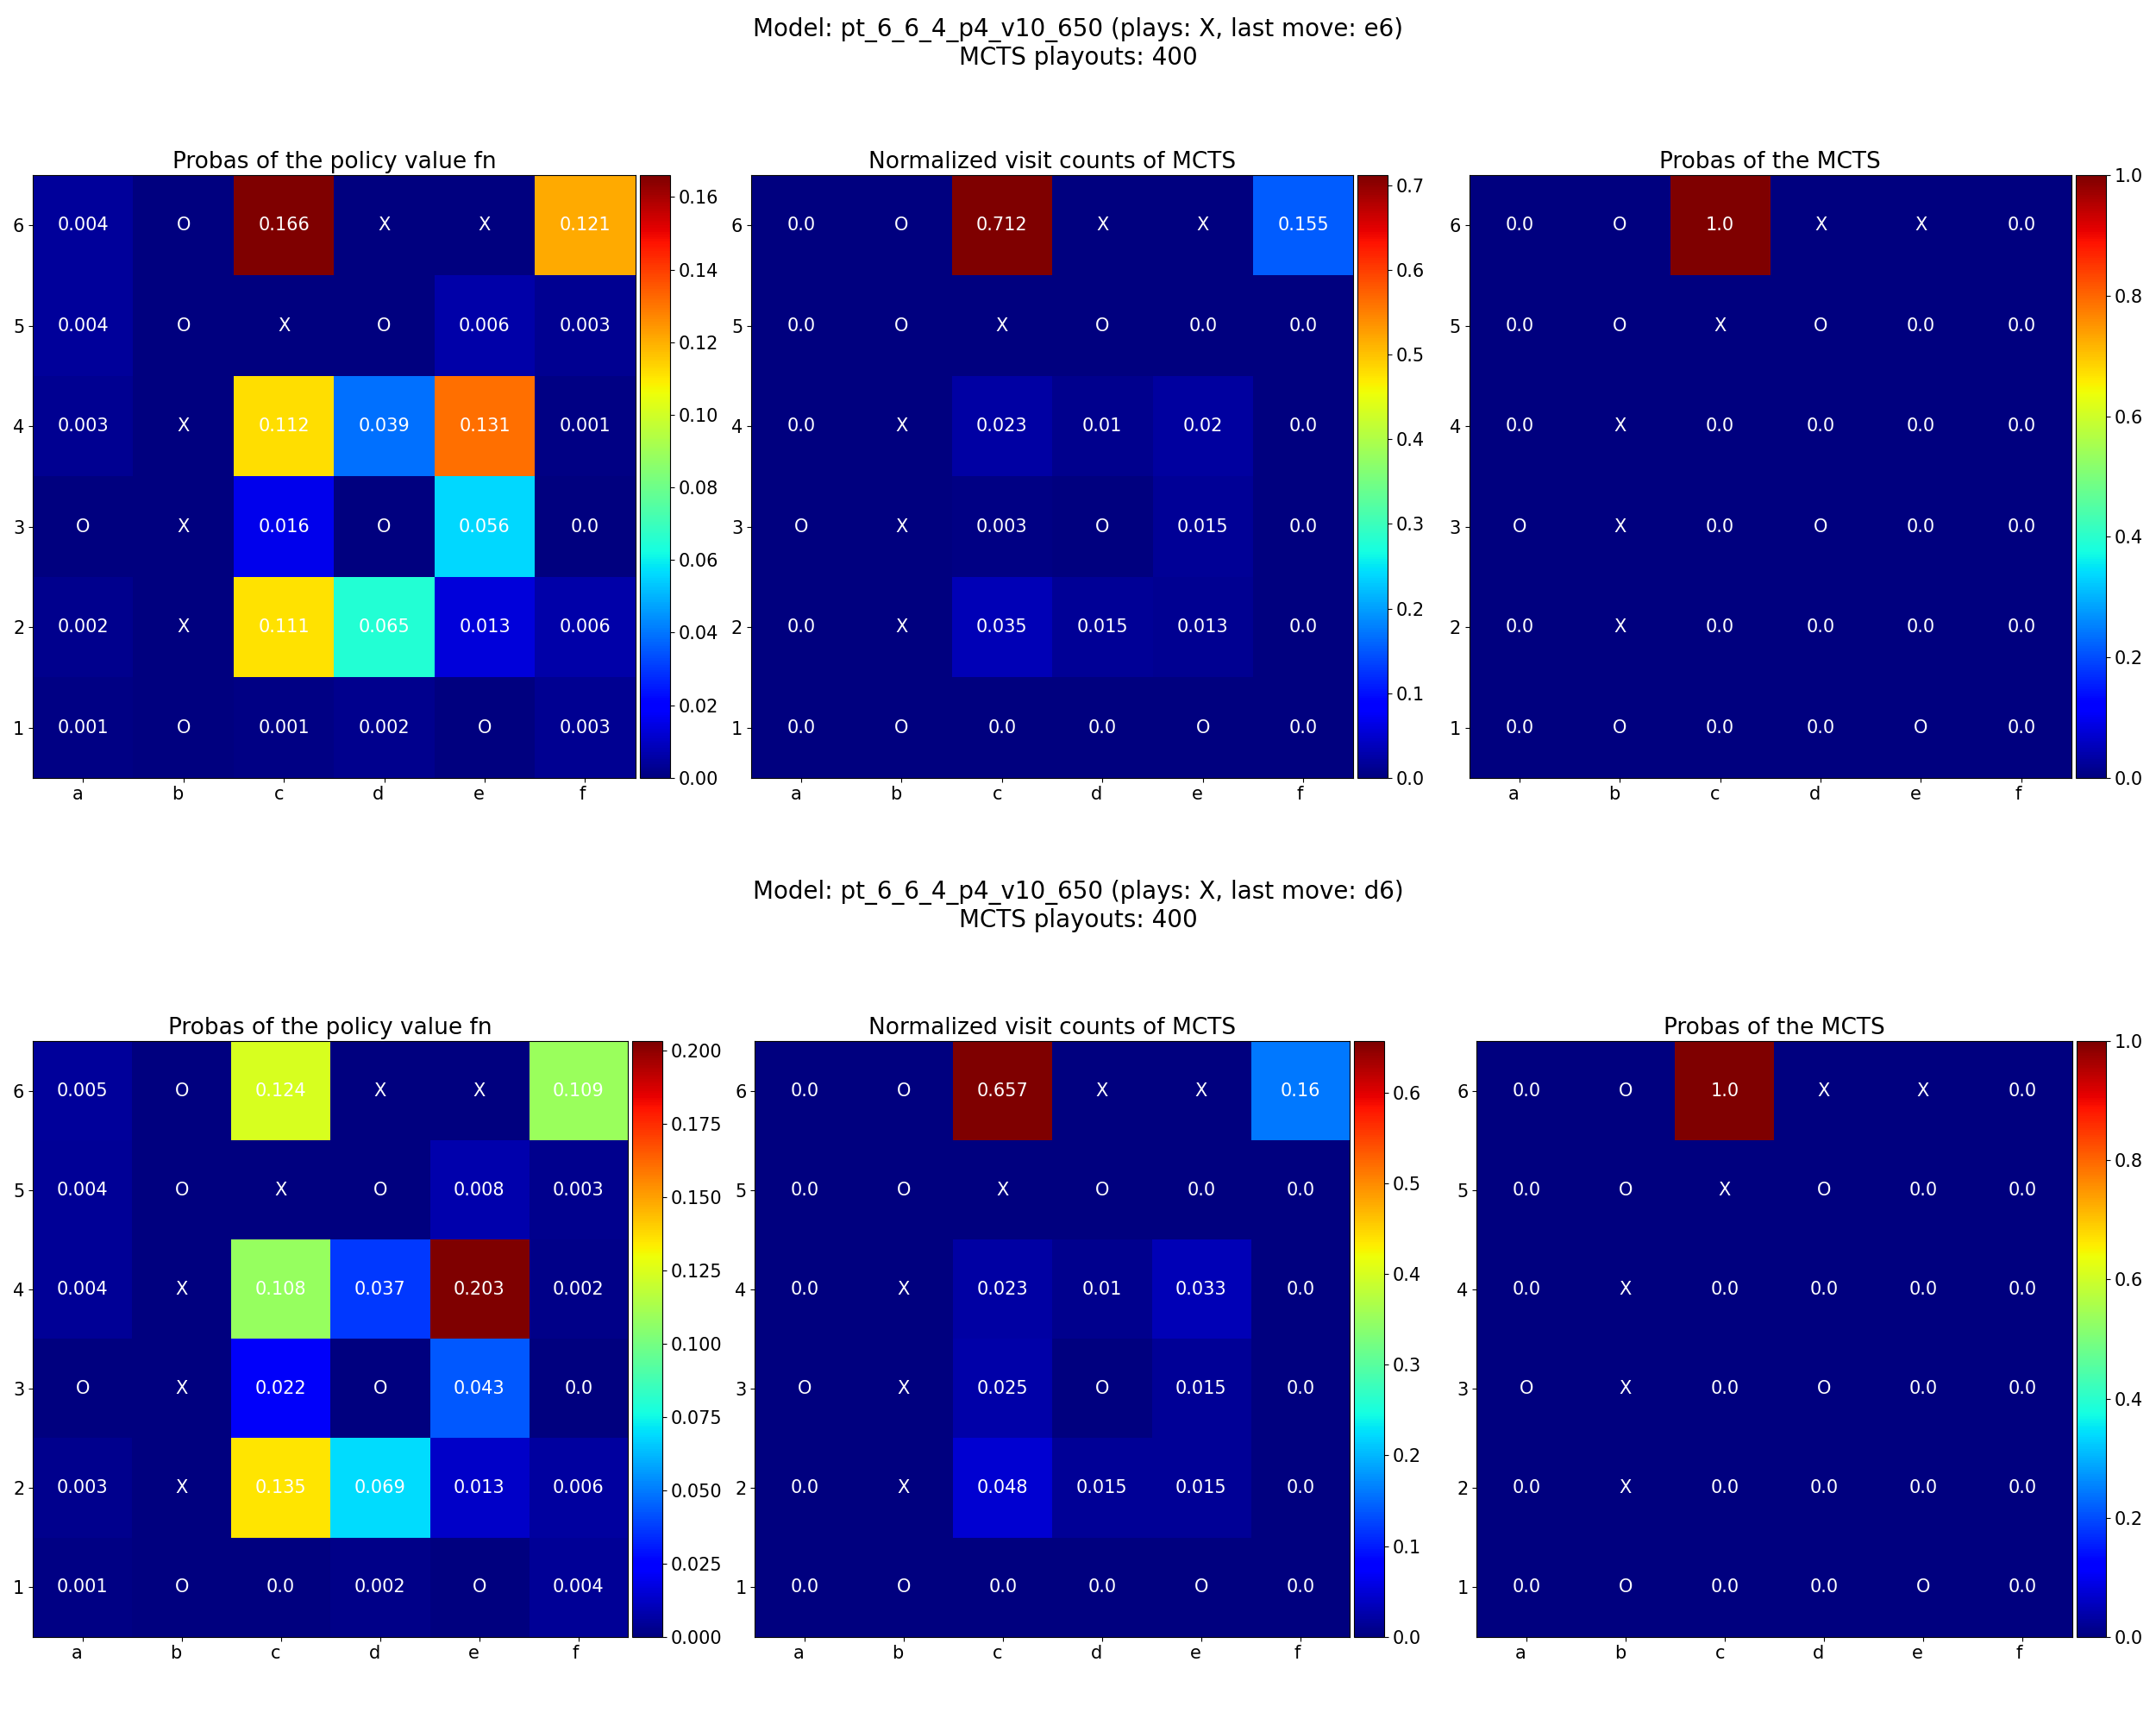 Model: pt_6_6_4_p4_v10_650 (plays: X, last move: e6)
MCTS playouts: 400
Probas of the policy value fn
6 0.004 O 0.166 X X 0.121
5 0.004 O X O 0.006 0.003
4 0.003 X 0.112 0.039 0.131 0.001
3 O X 0.016 O 0.056 0.0
2 0.002 X 0.111 0.065 0.013 0.006
1 0.001 O 0.001 0.002 O 0.003
a b c d e f
0.16
0.14
0.12
0.10
0.08
0.06
0.04
0.02
0.00
Normalized visit counts of MCTS
6 0.0 O 0.712 X X 0.155
5 0.0 O X O 0.0 0.0
4 0.0 X 0.023 0.01 0.02 0.0
3 O X 0.003 O 0.015 0.0
2 0.0 X 0.035 0.015 0.013 0.0
1 0.0 O 0.0 0.0 O 0.0
a b c d e f
0.7
0.6
0.5
0.4
0.3
0.2
0.1
0.0
Probas of the MCTS
6 0.0 O 1.0 X X 0.0
5 0.0 O X O 0.0 0.0
4 0.0 X 0.0 0.0 0.0 0.0
3 O X 0.0 O 0.0 0.0
2 0.0 X 0.0 0.0 0.0 0.0
1 0.0 O 0.0 0.0 O 0.0
a b c d e f
1.0
0.8
0.6
0.4
0.2
0.0
Model: pt_6_6_4_p4_v10_650 (plays: X, last move: d6)
MCTS playouts: 400
Probas of the policy value fn
6 0.005 O 0.124 X X 0.109
5 0.004 O X O 0.008 0.003
4 0.004 X 0.108 0.037 0.203 0.002
3 O X 0.022 O 0.043 0.0
2 0.003 X 0.135 0.069 0.013 0.006
1 0.001 O 0.0 0.002 O 0.004
a b c d e f
0.200
0.175
0.150
0.125
0.100
0.075
0.050
0.025
0.000
Normalized visit counts of MCTS
6 0.0 O 0.657 X X 0.16
5 0.0 O X O 0.0 0.0
4 0.0 X 0.023 0.01 0.033 0.0
3 O X 0.025 O 0.015 0.0
2 0.0 X 0.048 0.015 0.015 0.0
1 0.0 O 0.0 0.0 O 0.0
a b c d e f
0.6
0.5
0.4
0.3
0.2
0.1
0.0
Probas of the MCTS
6 0.0 O 1.0 X X 0.0
5 0.0 O X O 0.0 0.0
4 0.0 X 0.0 0.0 0.0 0.0
3 O X 0.0 O 0.0 0.0
2 0.0 X 0.0 0.0 0.0 0.0
1 0.0 O 0.0 0.0 O 0.0
a b c d e f
1.0
0.8
0.6
0.4
0.2
0.0